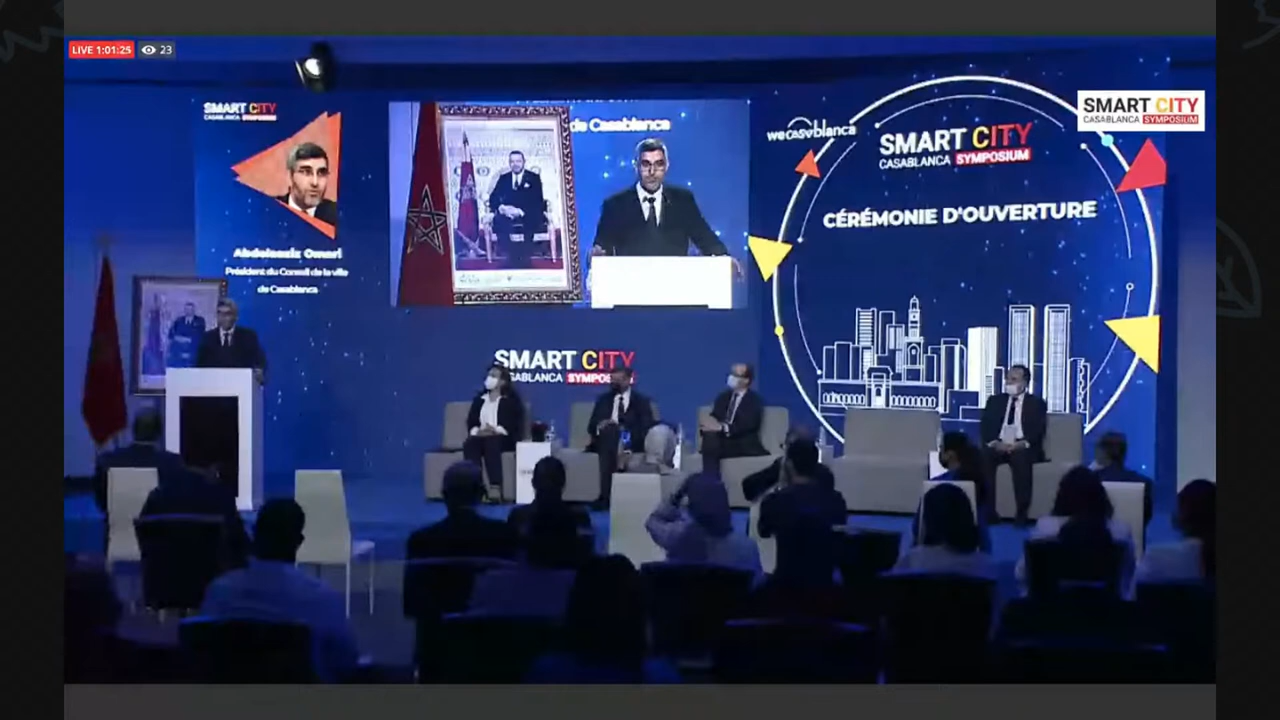 LIVE 1:01:25
23
SMART CITY
CASABLANCA SYMPOSIUM
Abdelaaziz Omari
Président du Conseil de la ville
de Casablanca
de Casablanca
wecasablanca
SMART CITY
CASABLANCA SYMPOSIUM
CÉRÉMONIE D'OUVERTURE
SMART CITY
CASABLANCA SYMPOSIUM
SMART CITY
CASABLANCA SYMPOSIUM